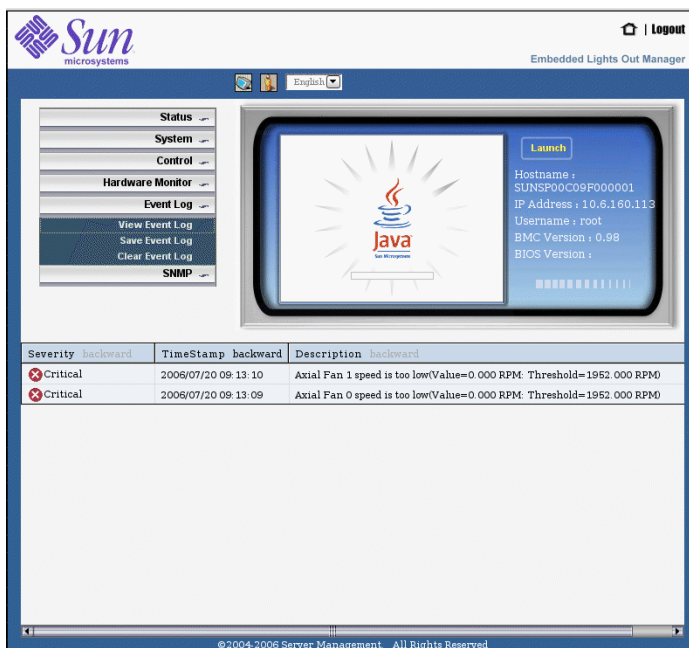 Sun
microsystems
| Logout
Embedded Lights Out Manager
English
Status
System
Control
Hardware Monitor
Event Log
View Event Log
Save Event Log
Clear Event Log
SNMP
Java
Sun Microsystems
Launch
Hostname :
SUNSP00C09F000001
IP Address : 10.6.160.113
Username : root
BMC Version : 0.98
BIOS Version :
Severity backward TimeStamp backward Description backward
Critical 2006/07/20 09:13:10 Axial Fan 1 speed is too low(Value=0.000 RPM: Threshold=1952.000 RPM)
Critical 2006/07/20 09:13:09 Axial Fan 0 speed is too low(Value=0.000 RPM: Threshold=1952.000 RPM)
©2004-2006 Server Management. All Rights Reserved